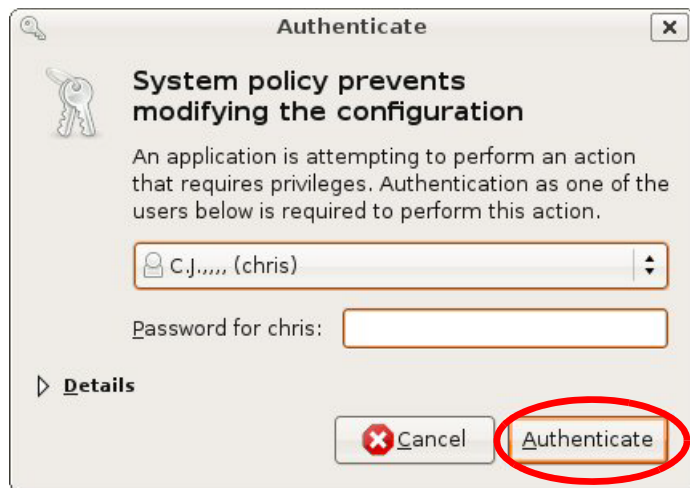 Authenticate
System policy prevents
modifying the configuration
An application is attempting to perform an action
that requires privileges. Authentication as one of the
users below is required to perform this action.
C.J.,,,, (chris)
Password for chris:
Details
Cancel Authenticate